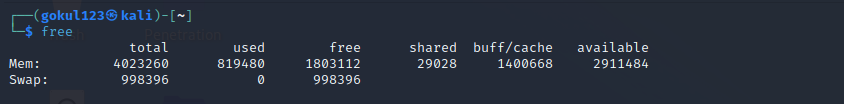 (gokul123㉿kali)-[~]
$ free
total used free shared buff/cache available
Mem: 4023260 819480 1803112 29028 1400668 2911484
Swap: 998396 0 998396